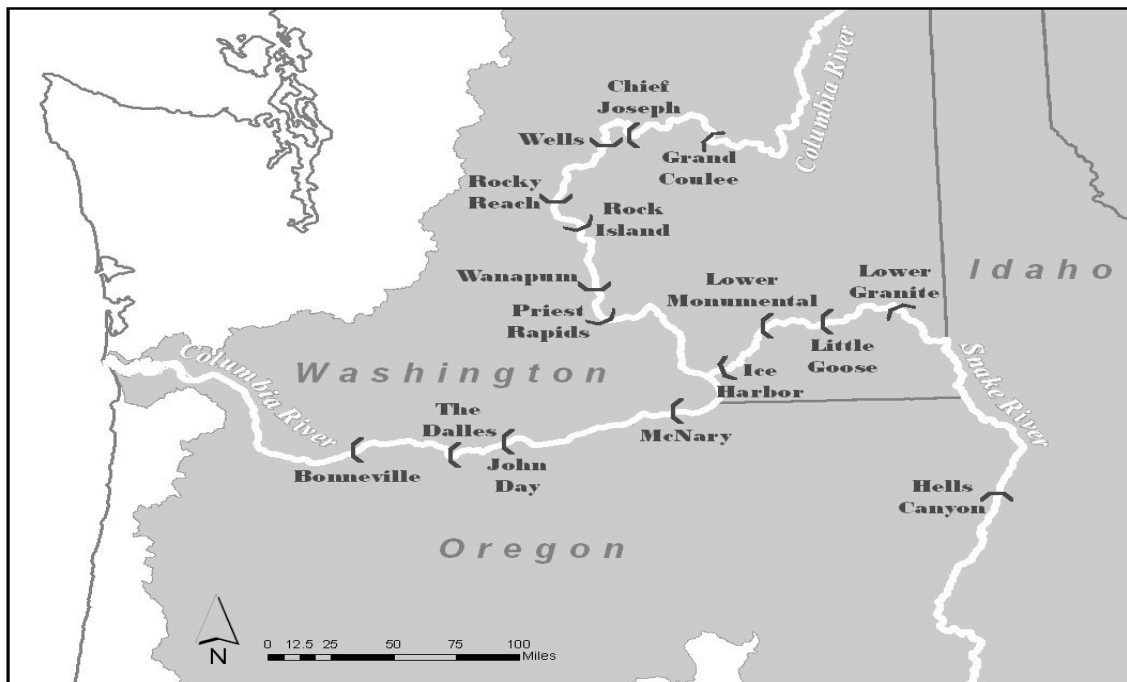 Chief
Joseph
Columbia River
Wells
Grand
Coulee
Rocky
Reach
Rock
Island
Wanapum
Priest
Rapids
Lower
Monumental
Lower
Granite
Idaho
Little
Goose
Ice
Harbor
Snake River
Columbia River
Washington
The
Dalles
McNary
Bonneville
John
Day
Hells
Canyon
Oregon
N
0 12.5 25 50 75 100
Miles